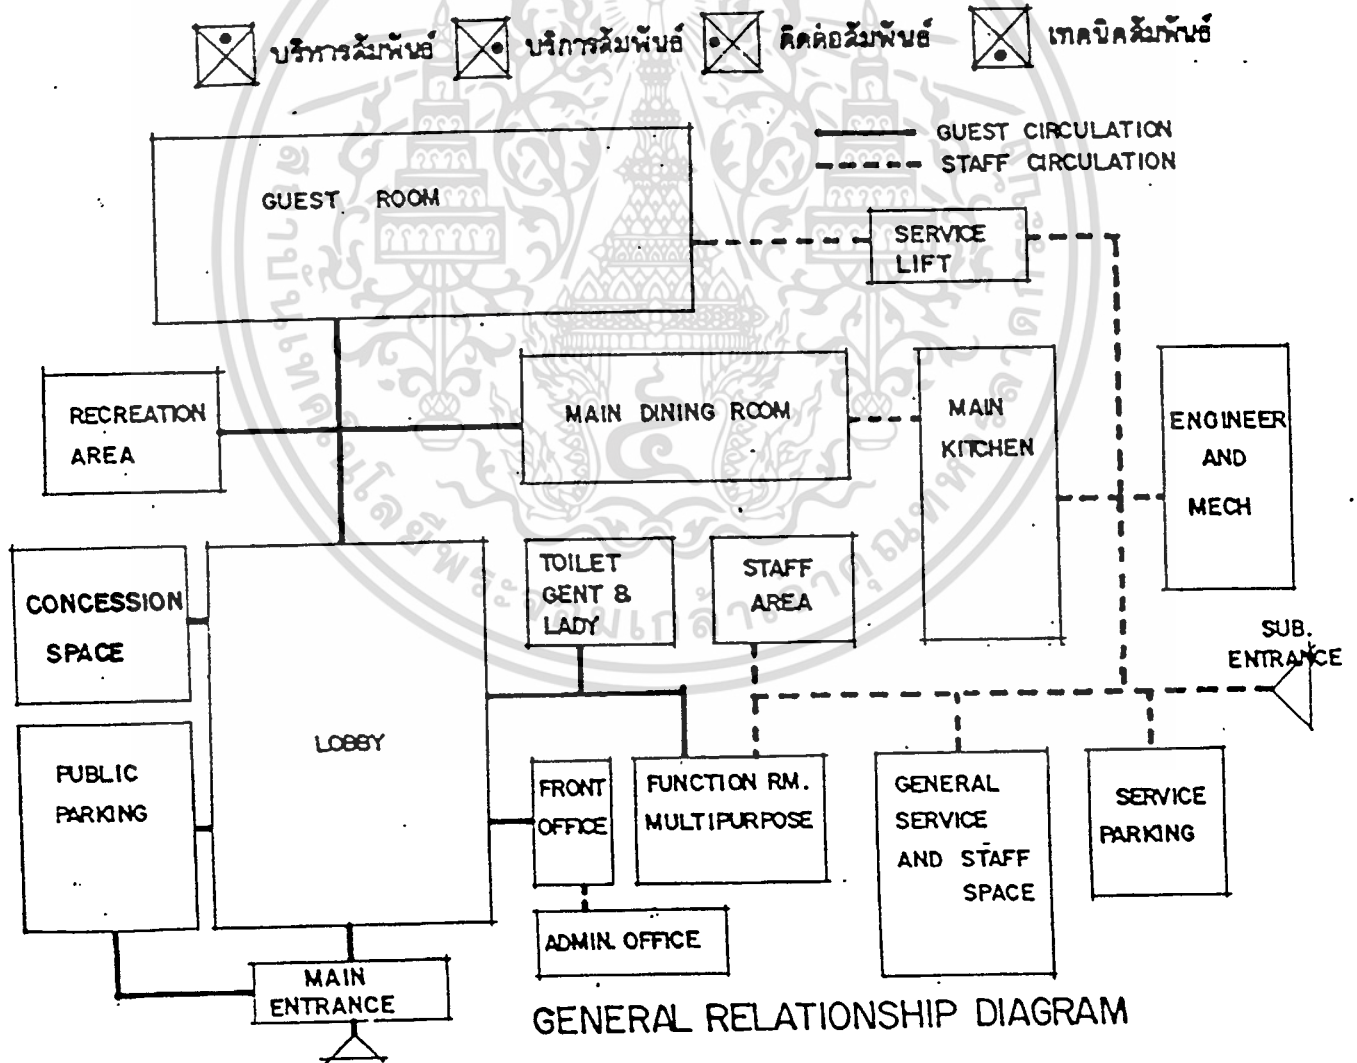 บริหารสัมพันธ์ บริการสัมพันธ์ ติดต่อสัมพันธ์ เทคนิคสัมพันธ์
GUEST CIRCULATION
STAFF CIRCULATION
GUEST ROOM
SERVICE
LIFT
RECREATION
AREA
MAIN DINING ROOM
MAIN
KITCHEN
ENGINEER
AND
MECH
CONCESSION
SPACE
TOILET
GENT &
LADY
STAFF
AREA
SUB.
ENTRANCE
PUBLIC
PARKING
LOBBY
FRONT
OFFICE
FUNCTION RM.
MULTIPURPOSE
GENERAL
SERVICE
AND STAFF
SPACE
SERVICE
PARKING
ADMIN. OFFICE
MAIN
ENTRANCE
GENERAL RELATIONSHIP DIAGRAM